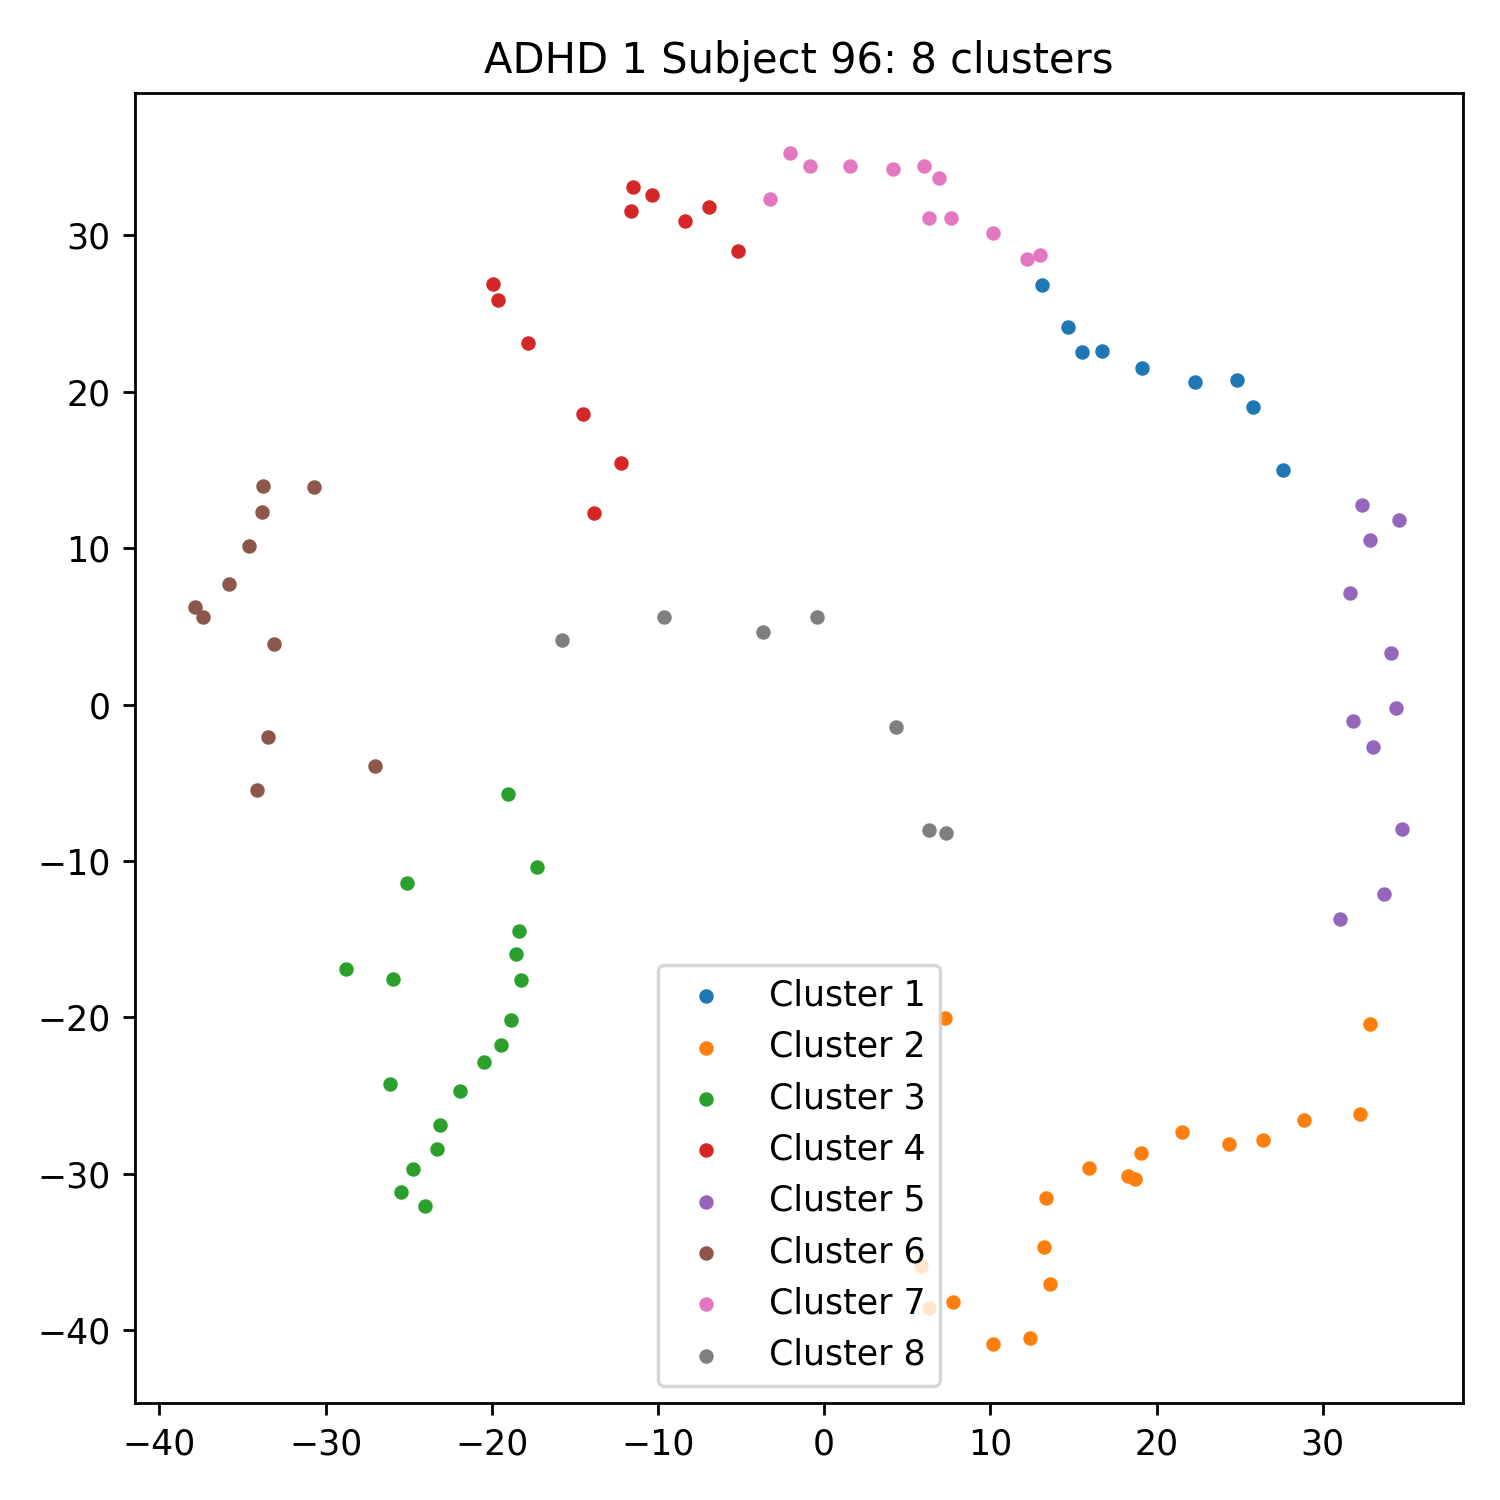 ADHD 1 Subject 96: 8 clusters
30
20
10
0
−10
−20
−30
−40
Cluster 1
Cluster 2
Cluster 3
Cluster 4
Cluster 5
Cluster 6
Cluster 7
Cluster 8
−40 −30 −20 −10 0 10 20 30